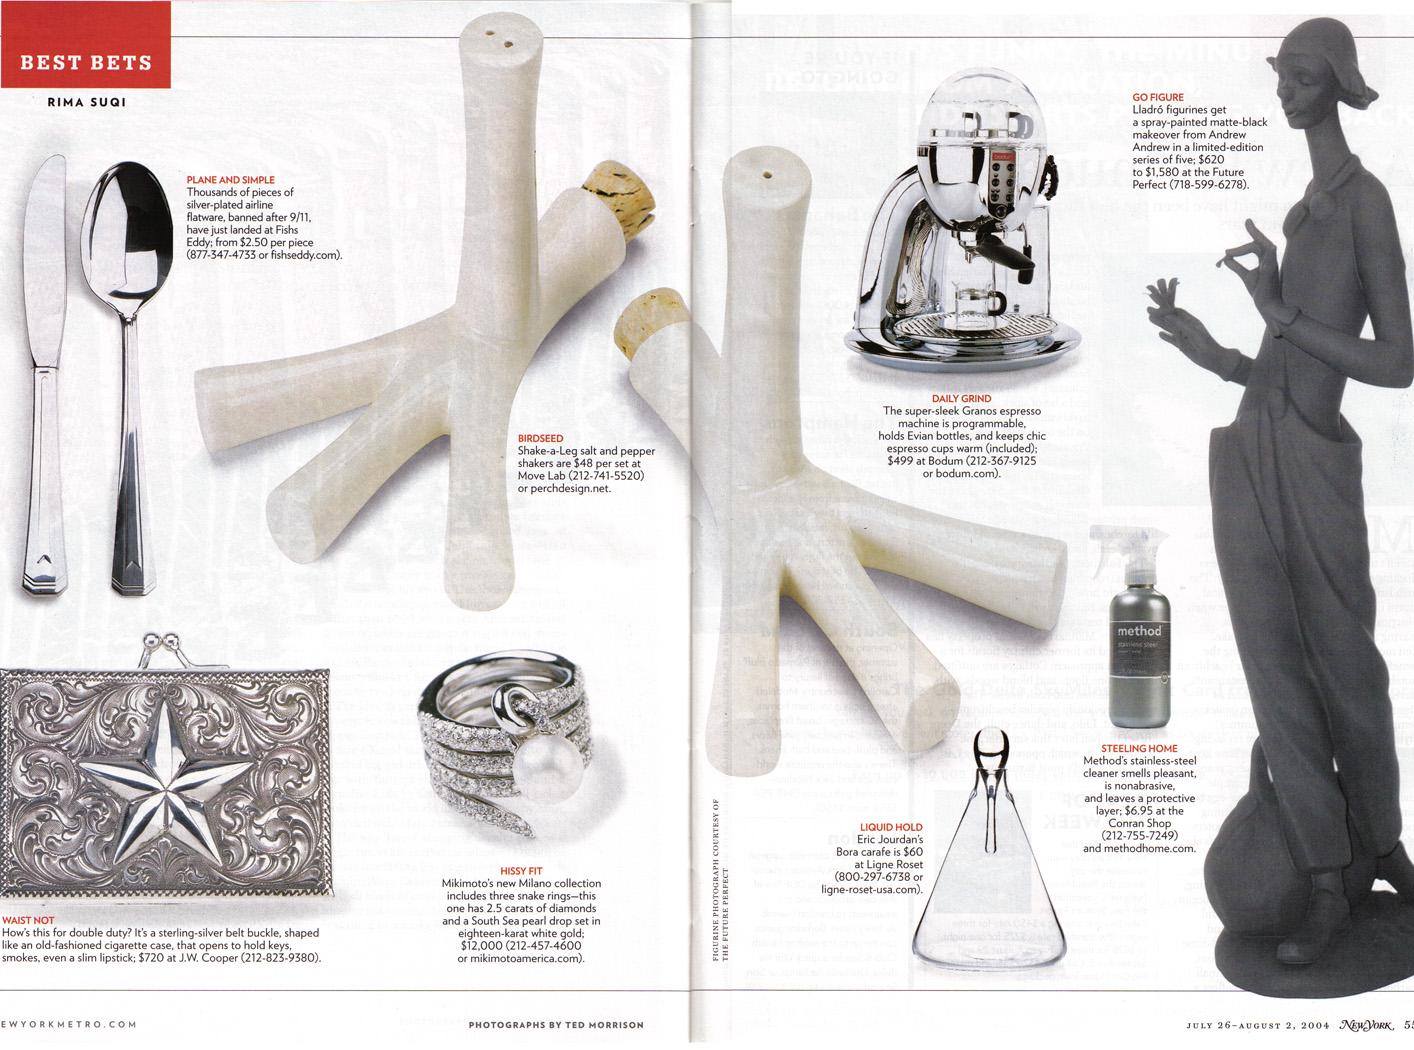 BEST BETS
RIMA SUQI
PLANE AND SIMPLE
Thousands of pieces of
silver-plated airline
flatware, banned after 9/11,
have just landed at Fishs
Eddy; from $2.50 per piece
(877-347-4733 or fishseddy.com).
BIRDSEED
Shake-a-Leg salt and pepper
shakers are $48 per set at
Move Lab (212-741-5520)
or perchdesign.net.
WAIST NOT
How's this for double duty? It's a sterling-silver belt buckle, shaped
like an old-fashioned cigarette case, that opens to hold keys,
smokes, even a slim lipstick; $720 at J.W. Cooper (212-823-9380).
HISSY FIT
Mikimoto's new Milano collection
includes three snake rings—this
one has 2.5 carats of diamonds
and a South Sea pearl drop set in
eighteen-karat white gold;
$12,000 (212-457-4600
or mikimotoamerica.com).
EWYORKMETRO.COM
PHOTOGRAPHS BY TED MORRISON
FIGURINE PHOTOGRAPH COURTESY OF
THE FUTURE PERFECT
bodum
DAILY GRIND
The super-sleek Granos espresso
machine is programmable,
holds Evian bottles, and keeps chic
espresso cups warm (included);
$499 at Bodum (212-367-9125
or bodum.com).
GO FIGURE
Lladró figurines get
a spray-painted matte-black
makeover from Andrew
Andrew in a limited-edition
series of five; $620
to $1,580 at the Future
Perfect (718-599-6278).
method
stainless steel
STEELING HOME
Method's stainless-steel
cleaner smells pleasant,
is nonabrasive,
and leaves a protective
layer; $6.95 at the
Conran Shop
(212-755-7249)
and methodhome.com.
LIQUID HOLD
Eric Jourdan's
Bora carafe is $60
at Ligne Roset
(800-297-6738 or
ligne-roset-usa.com).
JULY 26–AUGUST 2, 2004 NEW YORK 5